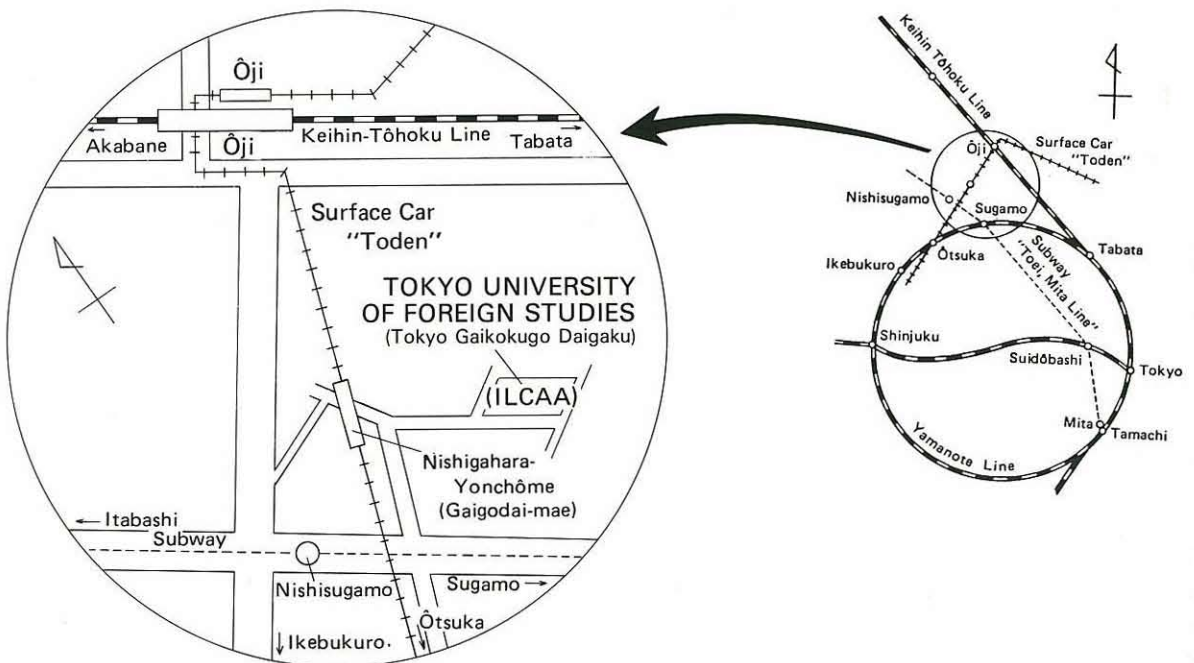 Ôji
Keihin-Tôhoku Line
Akabane
Tabata
Ôji
Surface Car
"Toden"
TOKYO UNIVERSITY
OF FOREIGN STUDIES
(Tokyo Gaikokugo Daigaku)
(ILCAA)
Nishigahara-
Yonchôme
(Gaigodai-mae)
← Itabashi
Subway
Nishisugamo
Sugamo →
Ôtsuka
↓ Ikebukuro.
Keihin Tôhoku Line
Ôji
Surface Car
"Toden"
Nishisugamo
Sugamo
Tabata
Ikebukuro
Ôtsuka
Subway
"Toei, Mita Line"
Shinjuku
Suidôbashi
Tokyo
Mita
Tamachi
Yamanote Line